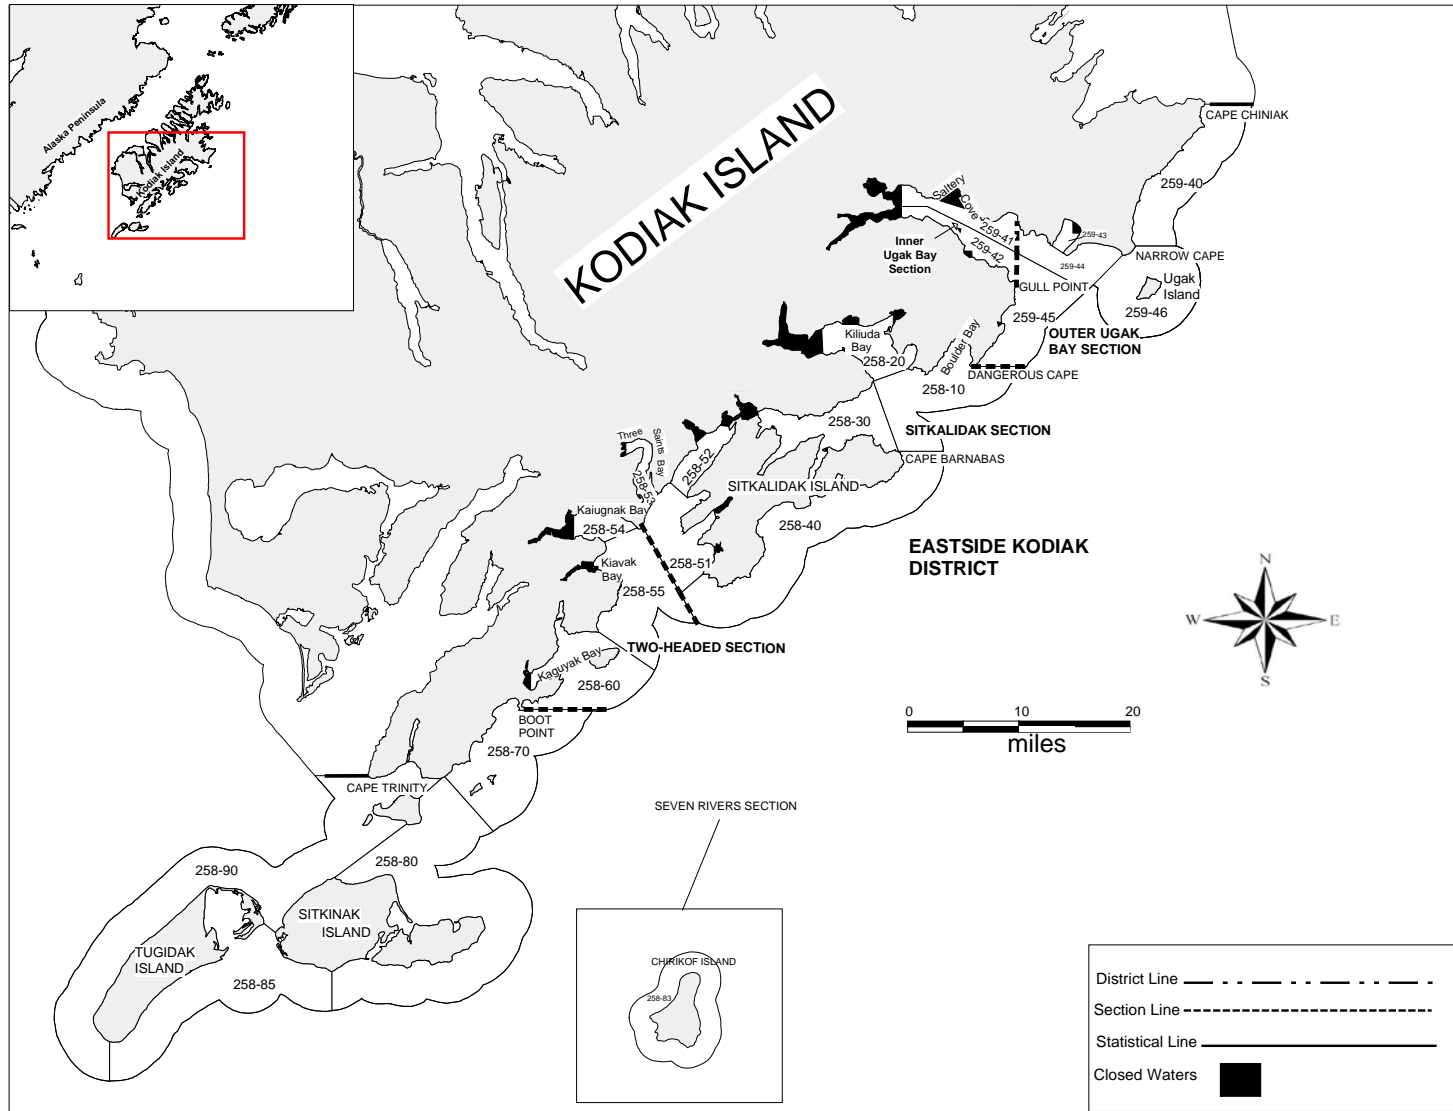 Alaska Peninsula
Kodiak Island
KODIAK ISLAND
CAPE CHINIAK
259-40
Saltery
Cove
259-41
259-42
259-43
259-44
Inner
Ugak Bay
Section
NARROW CAPE
GULL POINT
Ugak
Island
259-45
259-46
OUTER UGAK
BAY SECTION
Kiliuda
Bay
258-20
Boulder Bay
DANGEROUS CAPE
258-10
258-30
SITKALIDAK SECTION
CAPE BARNABAS
Three
Saints Bay
258-53
258-52
SITKALIDAK ISLAND
258-40
Kaiugnak Bay
258-54
258-51
Kiavak
Bay
258-55
EASTSIDE KODIAK
DISTRICT
N
W
E
S
TWO-HEADED SECTION
Kaguyak Bay
258-60
BOOT
POINT
0
10
20
miles
258-70
CAPE TRINITY
SEVEN RIVERS SECTION
258-90
258-80
SITKINAK
ISLAND
TUGIDAK
ISLAND
258-85
CHIRIKOF ISLAND
258-83
District Line
Section Line
Statistical Line
Closed Waters